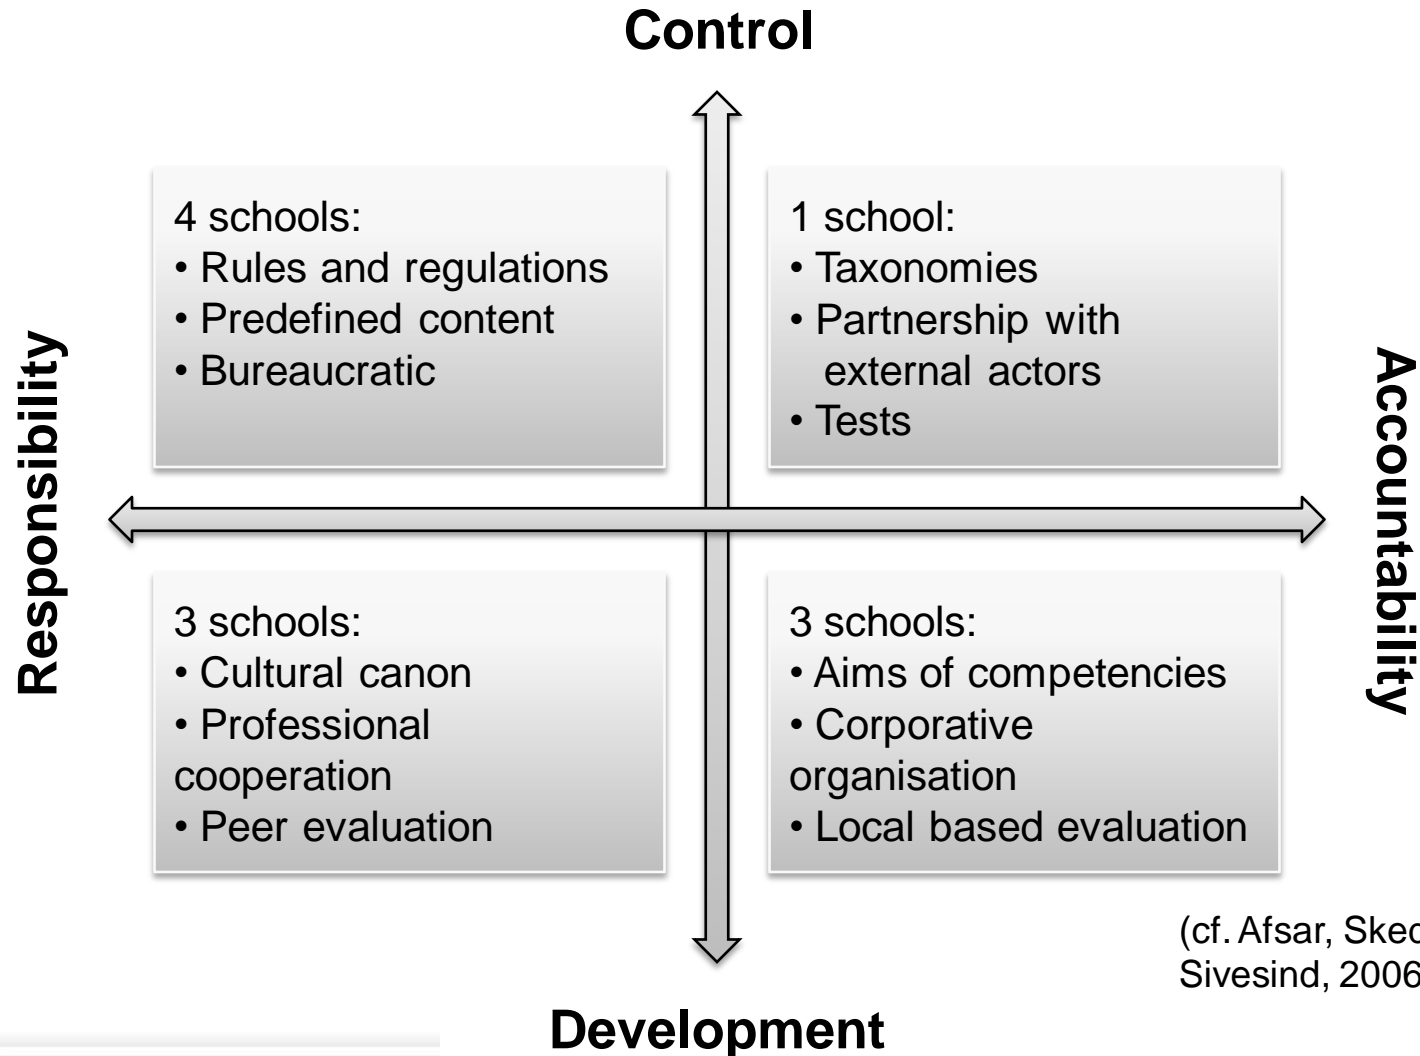 Control
4 schools:
• Rules and regulations
• Predefined content
• Bureaucratic
1 school:
• Taxonomies
• Partnership with
external actors
• Tests
Responsibility
Accountability
3 schools:
• Cultural canon
• Professional
cooperation
• Peer evaluation
3 schools:
• Aims of competencies
• Corporative
organisation
• Local based evaluation
(cf. Afsar,
Sivesind, 2006
Development